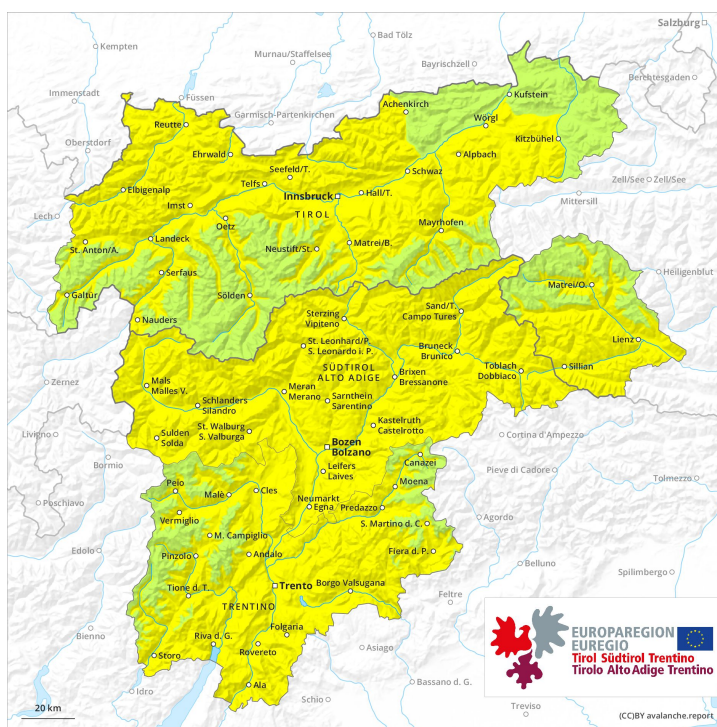 Salzburg
Kempten
Bad Tölz
Murnau/Staffelsee
Bayrischzell
Berchtesgaden
Immenstadt
Füssen
Kufstein
Achenkirch
Garmisch-Partenkirchen
Reutte
Wörgl
Oberstdorf
Ehrwald
Kitzbühel
Alpbach
Seefeld/T.
Schwaz
Zell/See
Zell/See
Elbigenalp
Telfs
Innsbruck
Hall/T.
Mittersill
Imst
Lech
Oetz
TIROL
Mayrhofen
St. Anton/A.
Landeck
Neustift/St.
Matrei/B.
Serfaus
Heiligenblut
Galtür
Sölden
Matrei/O.
Nauders
Sterzing
Vipiteno
Sand/T.
Campo Tures
Lienz
St. Leonhard/P.
S. Leonardo i. P.
Bruneck
Brunico
Zernez
SÜDTIROL
ALTO ADIGE
Brixen
Bressanone
Toblach
Dobbiaco
Sillian
Mals
Malles V.
Meran
Merano
Schlanders
Silandro
Sarnthein
Sarentino
Livigno
St. Walburg
S. Valburga
Kastelruth
Castelrotto
Sulden
Solda
Bozen
Bolzano
Cortina d'Ampezzo
Bormio
Leifers
Laives
Canazei
Pieve di Cadore
Peio
Moena
Tolmezzo
Poschiavo
Malè
Cles
Neumarkt
Egna
Predazzo
Vermiglio
Agordo
S. Martino d. C.
M. Campiglio
Edolo
Pinzolo
Andalo
Fiera d. P.
Belluno
Spilimbergo
Tione d. T.
Trento
Borgo Valsugana
Feltre
TRENTINO
Bienno
Folgaria
Riva d. G.
Storo
Rovereto
Asiago
Idro
Ala
Schio
Bassano d. G.
Treviso
EUROPAREGION
EUREGIO
Tirol Südtirol Trentino
Tirolo Alto Adige Trentino
20 km
(CC)BY avalanche.report